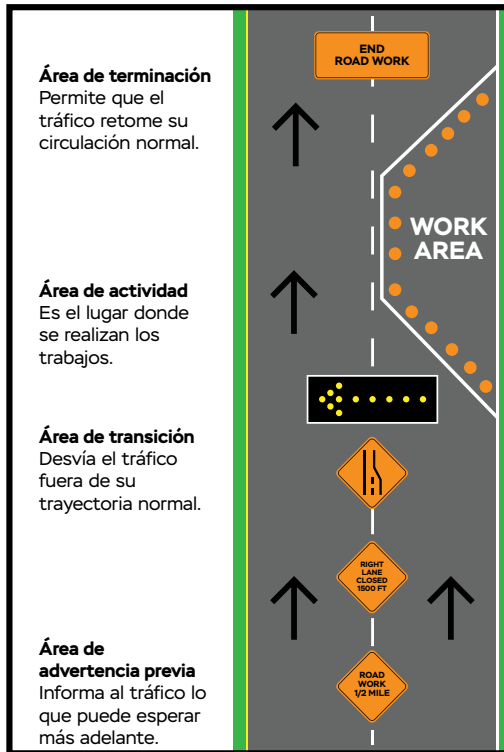 Área de terminación
Permite que el
tráfico retome su
circulación normal.
END
ROAD WORK
WORK
AREA
Área de actividad
Es el lugar donde
se realizan los
trabajos.
Área de transición
Desvía el tráfico
fuera de su
trayectoria normal.
RIGHT
LANE
CLOSED
1500 FT
Área de
advertencia previa
Informa al tráfico lo
que puede esperar
más adelante.
ROAD
WORK
1/2 MILE